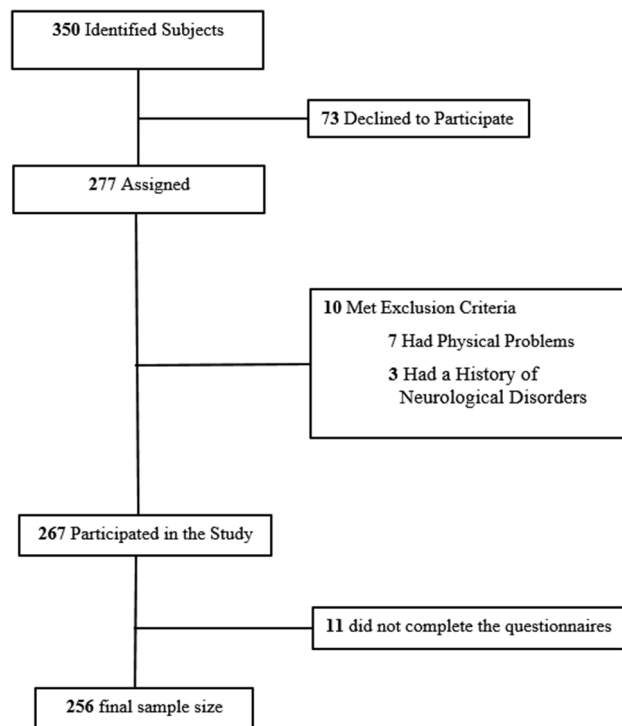 350 Identified Subjects
73 Declined to Participate
277 Assigned
10 Met Exclusion Criteria
7 Had Physical Problems
3 Had a History of
Neurological Disorders
267 Participated in the Study
11 did not complete the questionnaires
256 final sample size